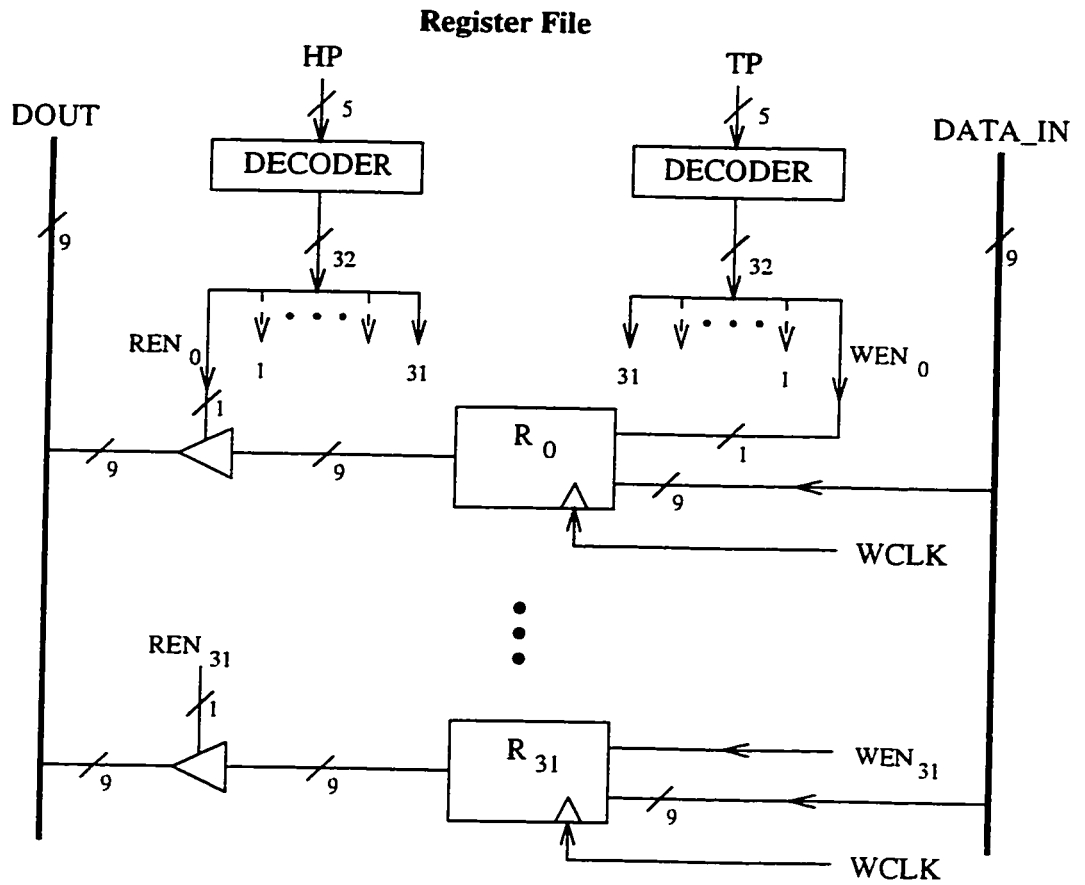 Register File
HP
TP
5
5
DOUT
DATA_IN
DECODER
DECODER
9
32
32
9
REN 0
1
31
31
1
WEN 0
1
R 0
1
9
9
9
WCLK
REN 31
1
R 31
WEN 31
9
9
9
WCLK